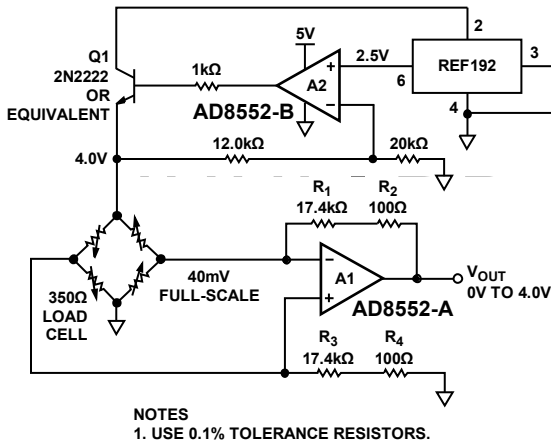 2
Q1
2N2222
OR
EQUIVALENT
1kΩ
5V
A2
+
−
AD8552-B
2.5V
6
REF192
3
4
4.0V
12.0kΩ
20kΩ
R1
17.4kΩ
R2
100Ω
350Ω
LOAD
CELL
40mV
FULL-SCALE
−
A1
+
AD8552-A
VOUT
0V TO 4.0V
R3
17.4kΩ
R4
100Ω
NOTES
1. USE 0.1% TOLERANCE RESISTORS.